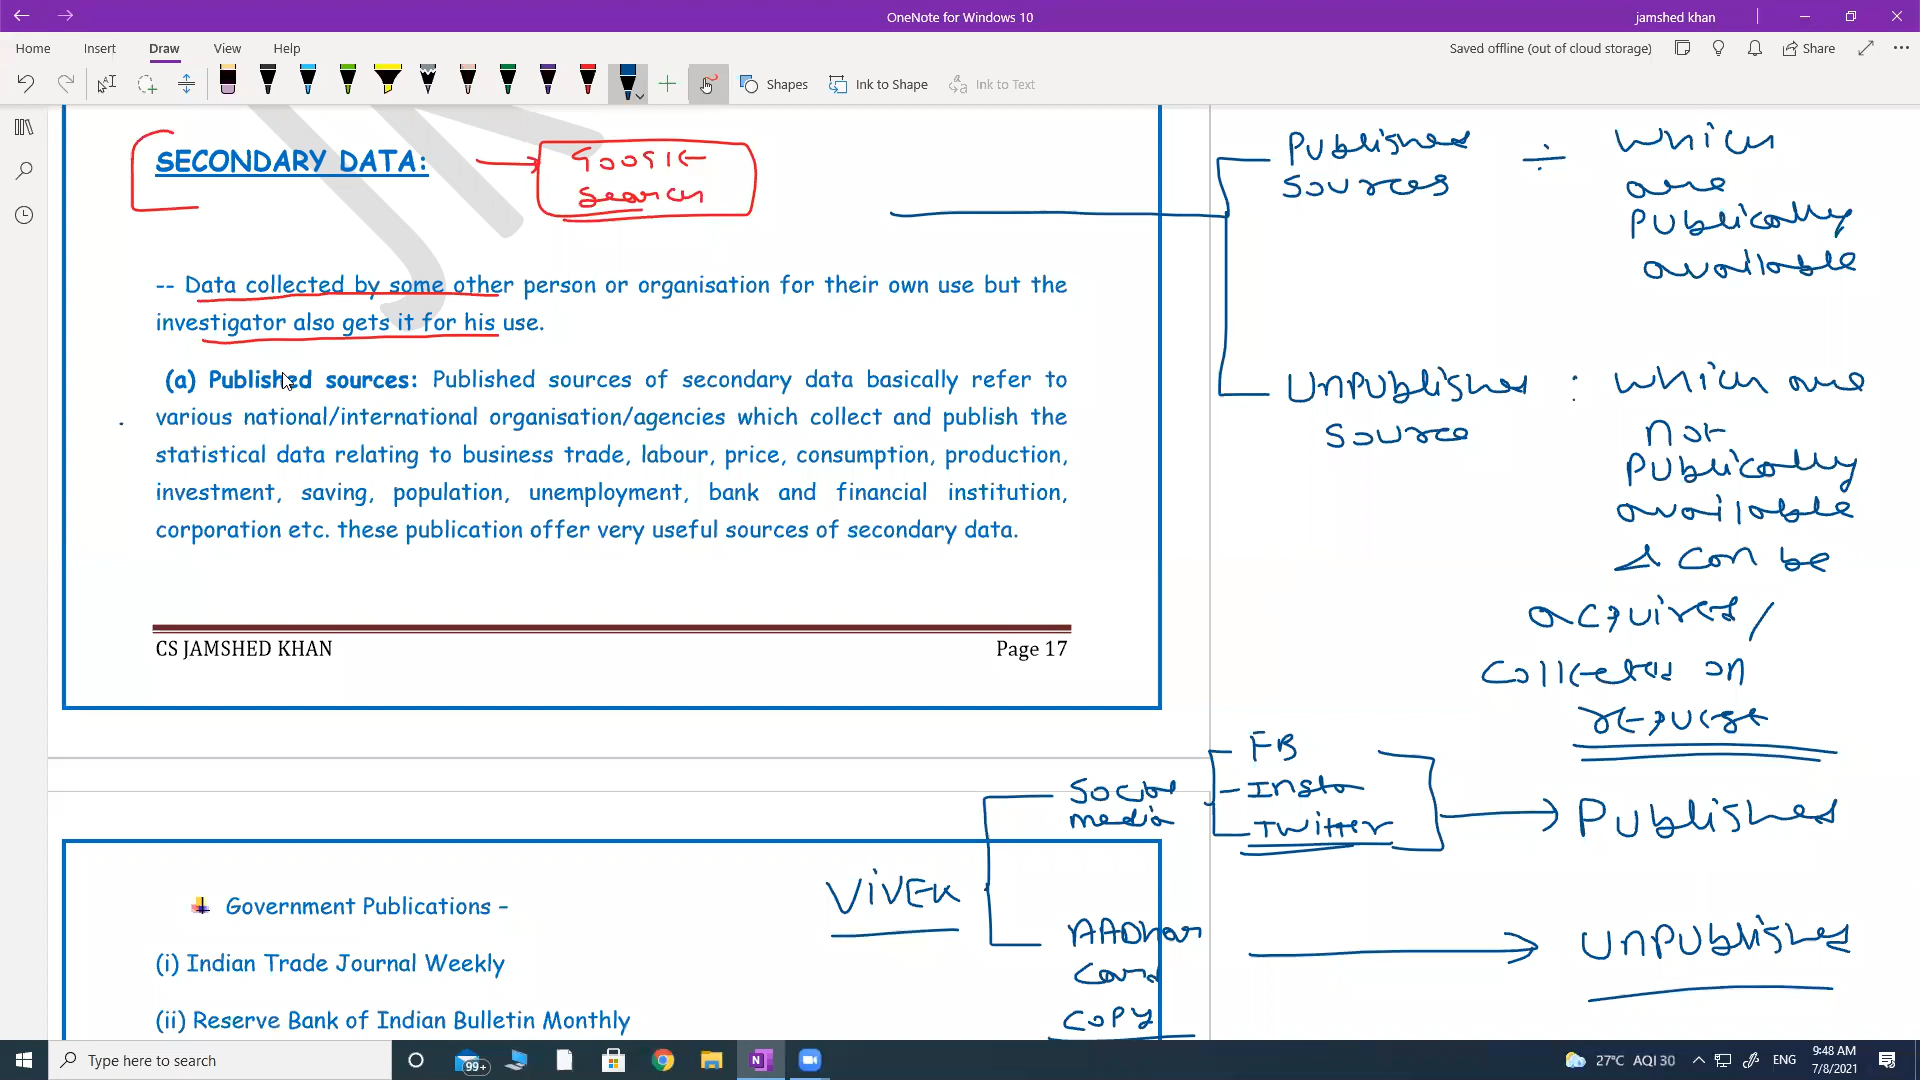 OneNote for Windows 10
jamshed khan
Home Insert Draw View Help
Saved offline (out of cloud storage)
Share
Shapes
Ink to Shape
Ink to Text
SECONDARY DATA:
Google
Search
-- Data collected by some other person or organisation for their own use but the
investigator also gets it for his use.
(a) Published sources: Published sources of secondary data basically refer to
various national/international organisation/agencies which collect and publish the
statistical data relating to business trade, labour, price, consumption, production,
investment, saving, population, unemployment, bank and financial institution,
corporation etc. these publication offer very useful sources of secondary data.
CS JAMSHED KHAN
Page 17
Published
Sources
which
are
Publically
available
Unpublished
Source
: which are
not
Publically
available
& can be
acquired/
collected on
request
VIVEK
Social
media
FB
Insta
Twitter
Published
AADhar
Card
COPY
Unpublished
Government Publications –
(i) Indian Trade Journal Weekly
(ii) Reserve Bank of Indian Bulletin Monthly
Type here to search
99+
27°C AQI 30
ENG
9:48 AM
7/8/2021